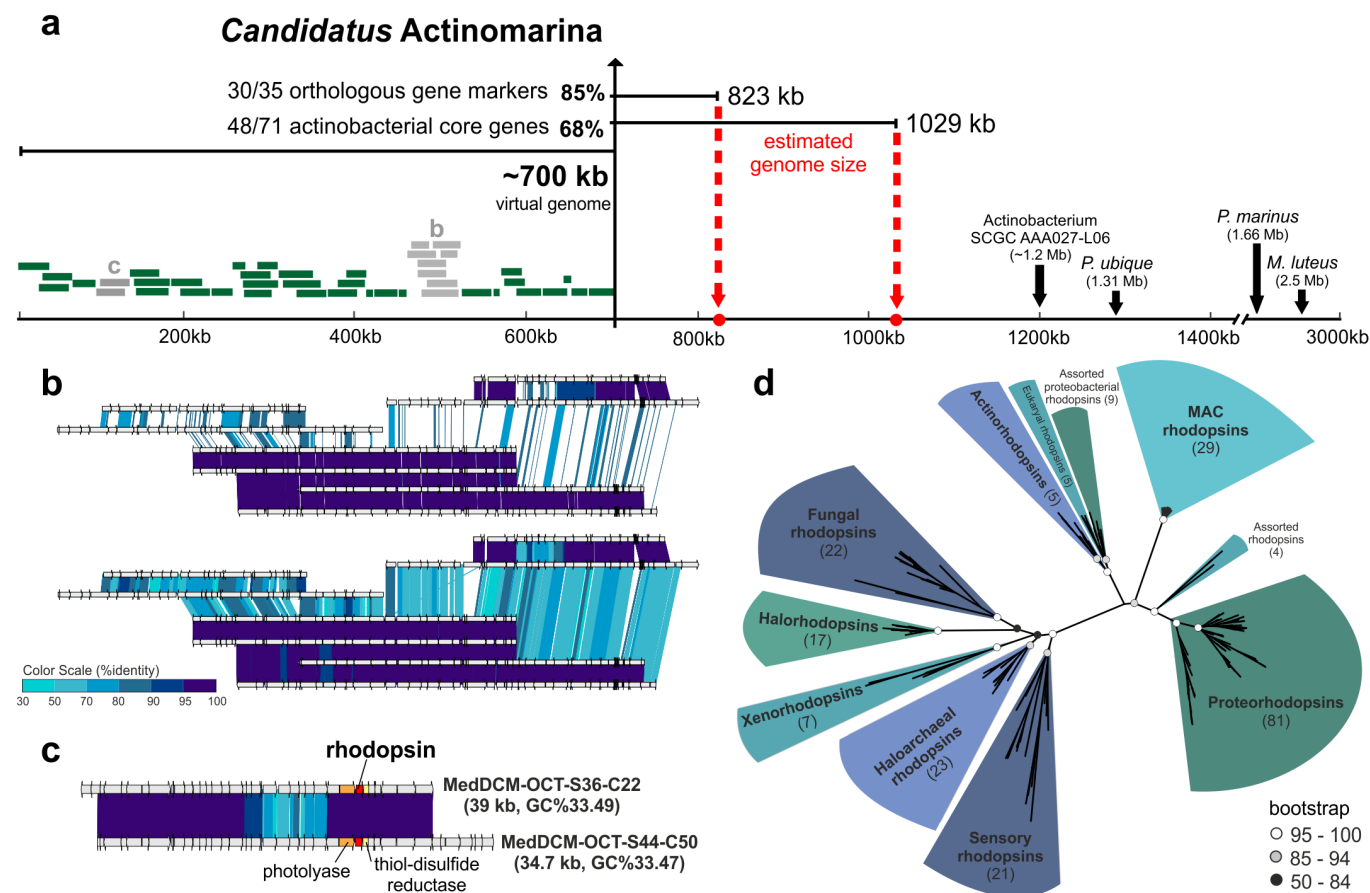 a
Candidatus Actinomarina
30/35 orthologous gene markers 85%
823 kb
48/71 actinobacterial core genes 68%
1029 kb
estimated
genome size
~700 kb
virtual genome
b
c
Actinobacterium
SCGC AAA027-L06
(~1.2 Mb)
P. ubique
(1.31 Mb)
P. marinus
(1.66 Mb)
M. luteus
(2.5 Mb)
200kb
400kb
600kb
800kb
1000kb
1200kb
1400kb
3000kb
b
Color Scale (%identity)
30 50 70 80 90 95 100
c
rhodopsin
MedDCM-OCT-S36-C22
(39 kb, GC%33.49)
MedDCM-OCT-S44-C50
(34.7 kb, GC%33.47)
photolyase
thiol-disulfide
reductase
d
Actinorhodopsins (5)
Eukaryal rhodopsins (5)
Assorted
proteobacterial
rhodopsins (9)
MAC
rhodopsins
(29)
Assorted
rhodopsins
(4)
Fungal
rhodopsins
(22)
Halorhodopsins
(17)
Xenorhodopsins
(7)
Haloarchaeal
rhodopsins
(23)
Sensory
rhodopsins
(21)
Proteorhodopsins
(81)
bootstrap
95 - 100
85 - 94
50 - 84